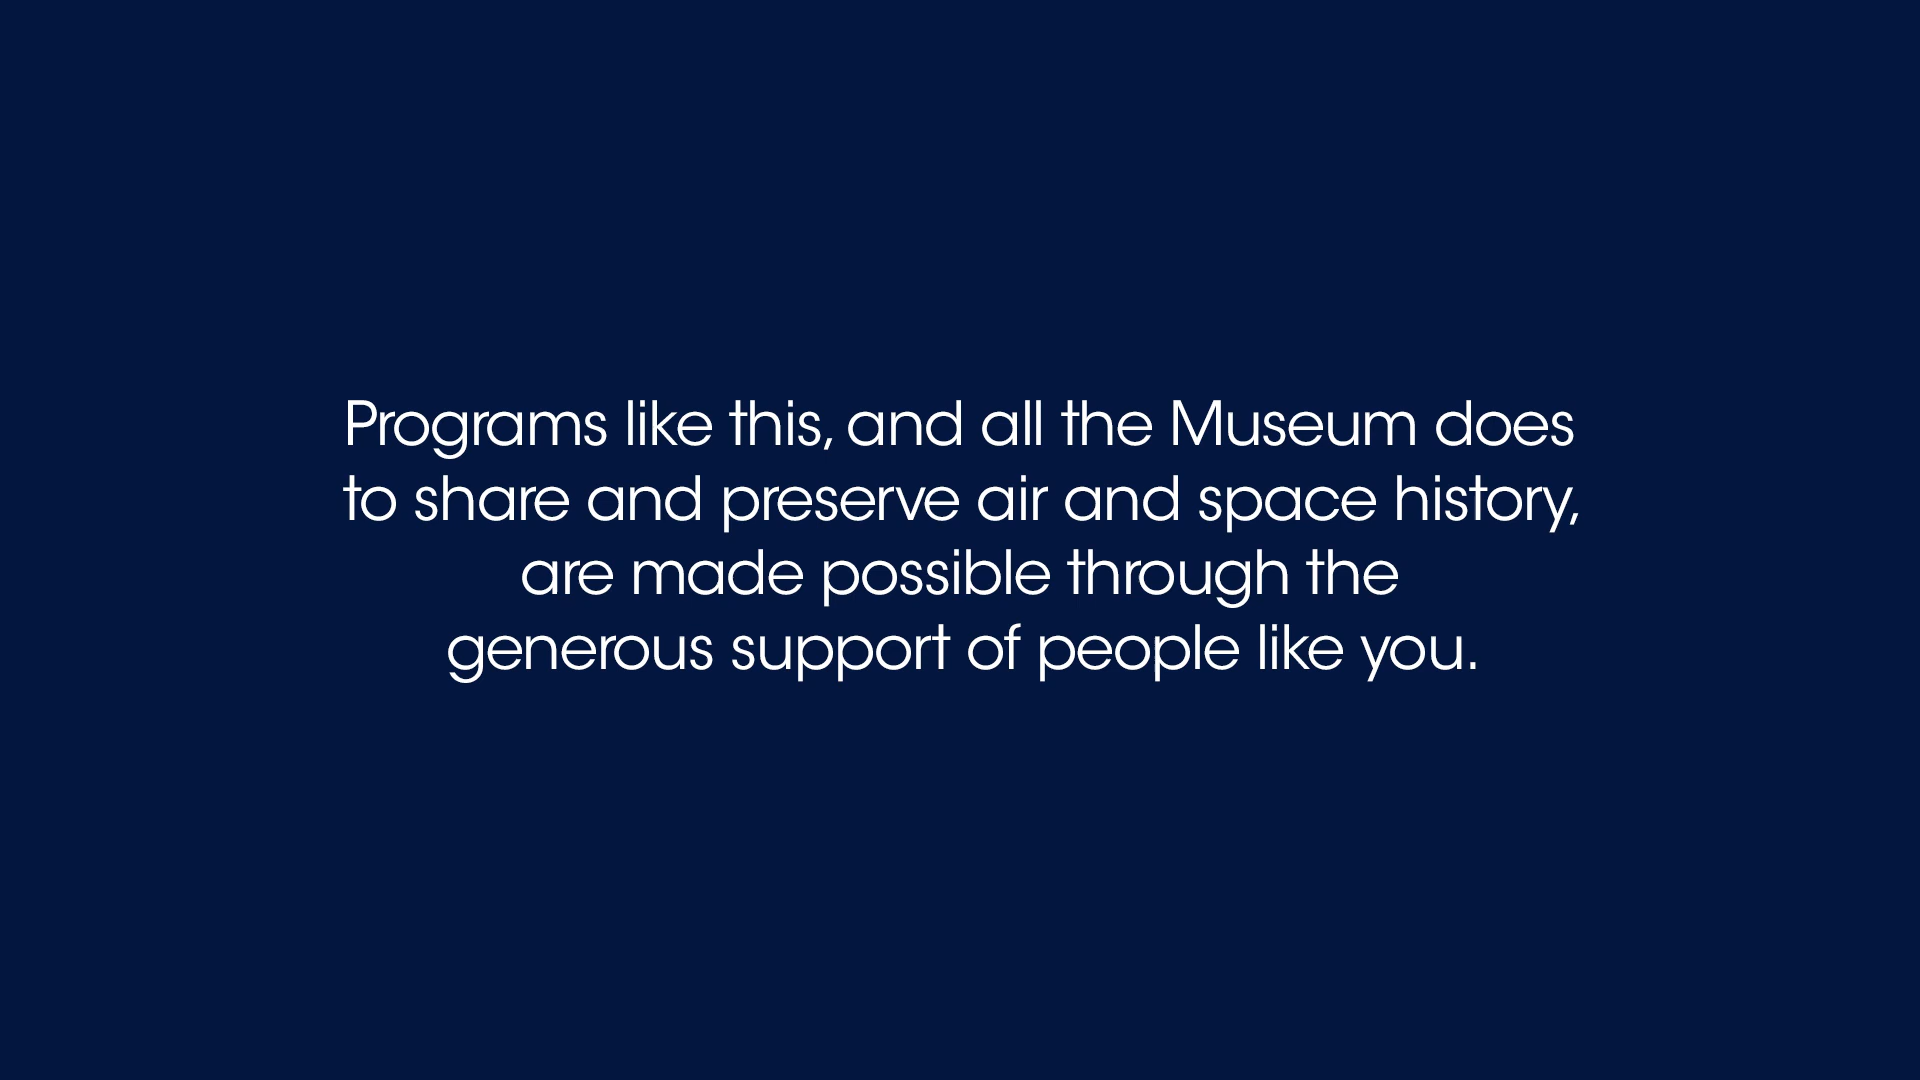 Programs like this, and all the Museum does
to share and preserve air and space history,
are made possible through the
generous support of people like you.